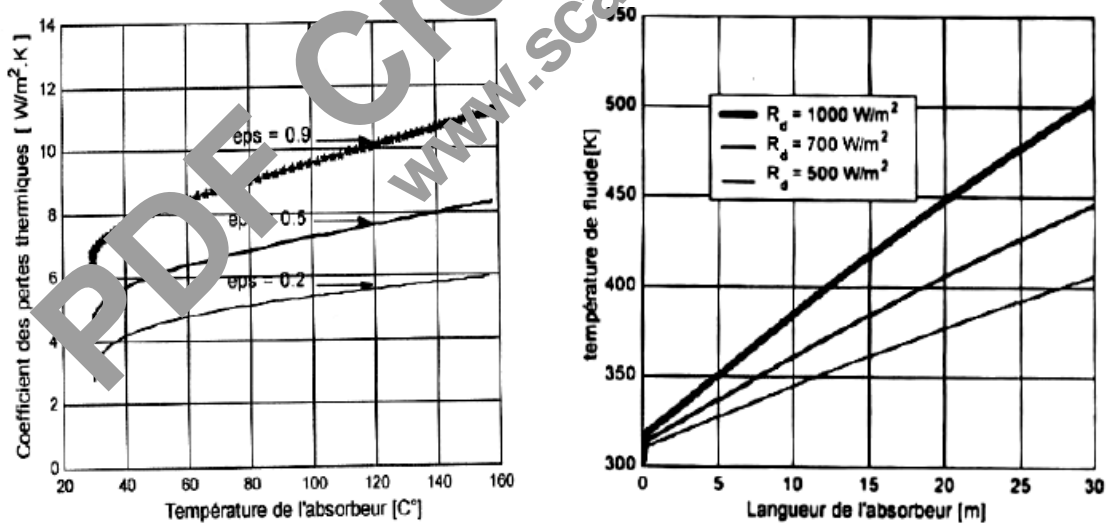 Coefficient des pertes thermiques [ W/m².K ]
14
12
10
8
6
4
2
0
eps = 0.9
eps = 0.5
eps = 0.2
20 40 60 80 100 120 140 160
Température de l'absorbeur [C°]
PDF
www.sca
température de fluide[K]
550
500
450
400
350
300
R_d = 1000 W/m²
R_d = 700 W/m²
R_d = 500 W/m²
0 5 10 15 20 25 30
Langueur de l'absorbeur [m]